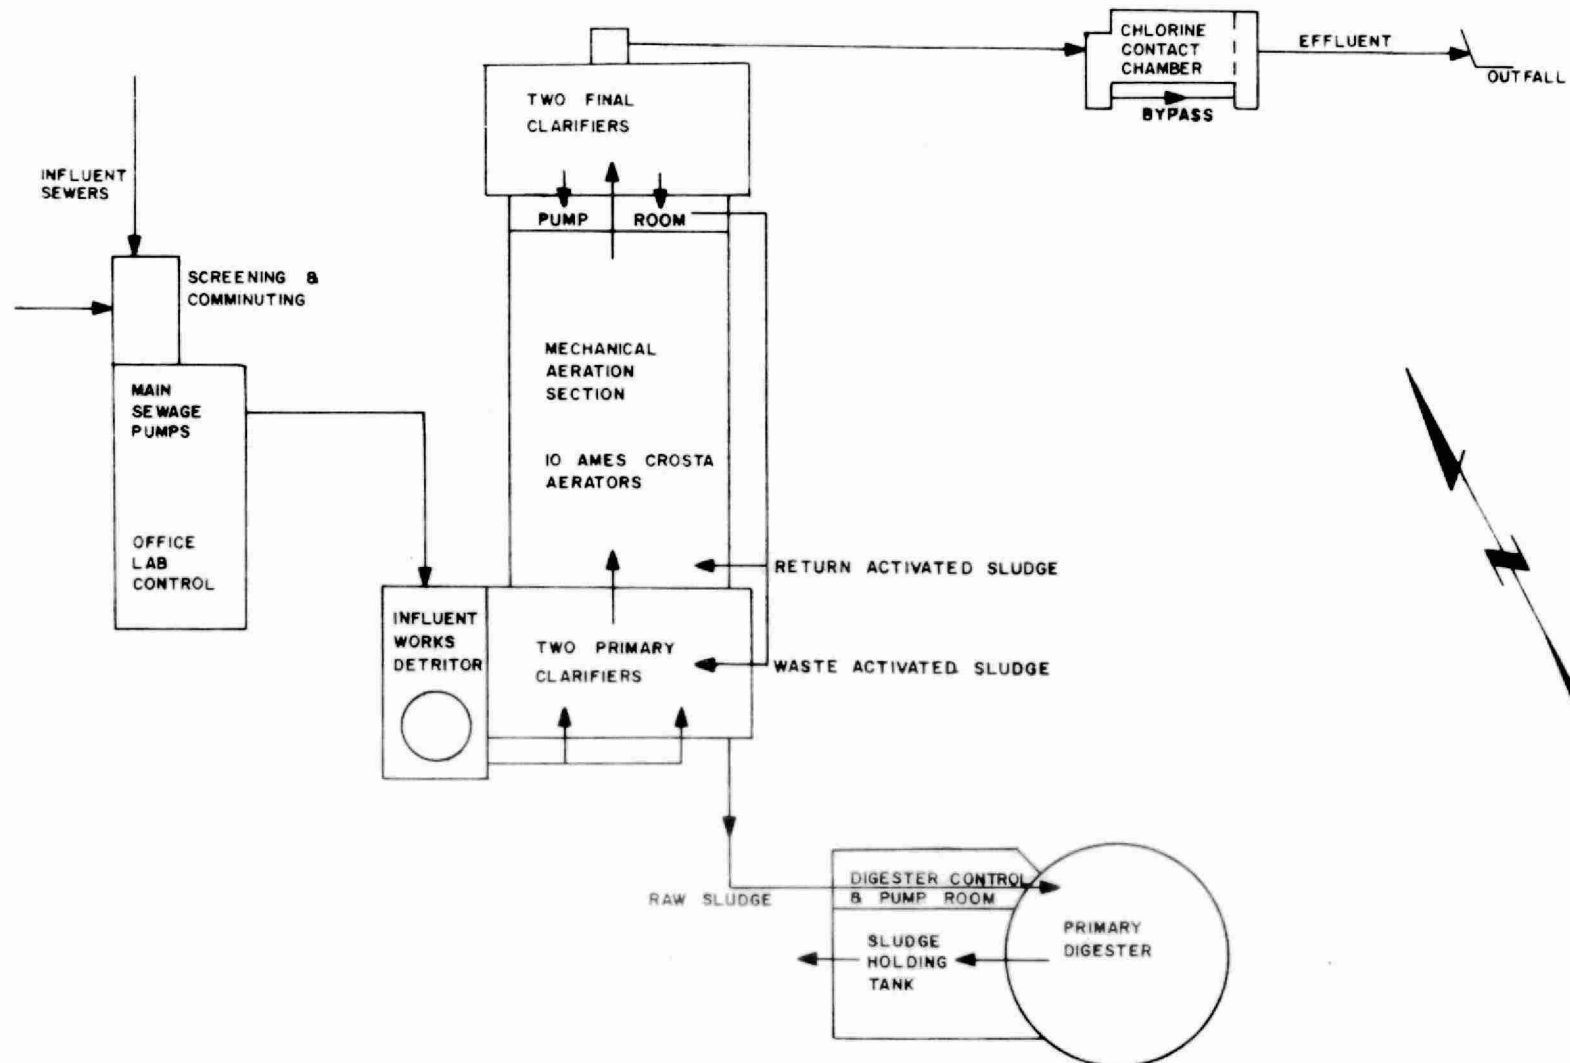 CHLORINE
CONTACT
CHAMBER
EFFLUENT
OUTFALL
BYPASS
TWO FINAL
CLARIFIERS
INFLUENT
SEWERS
PUMP ROOM
SCREENING &
COMMINUTING
MECHANICAL
AERATION
SECTION
MAIN
SEWAGE
PUMPS
10 AMES CROSTA
AERATORS
OFFICE
LAB
CONTROL
RETURN ACTIVATED SLUDGE
INFLUENT
WORKS
DETRITOR
TWO PRIMARY
CLARIFIERS
WASTE ACTIVATED SLUDGE
RAW SLUDGE
DIGESTER CONTROL
& PUMP ROOM
PRIMARY
DIGESTER
SLUDGE
HOLDING
TANK